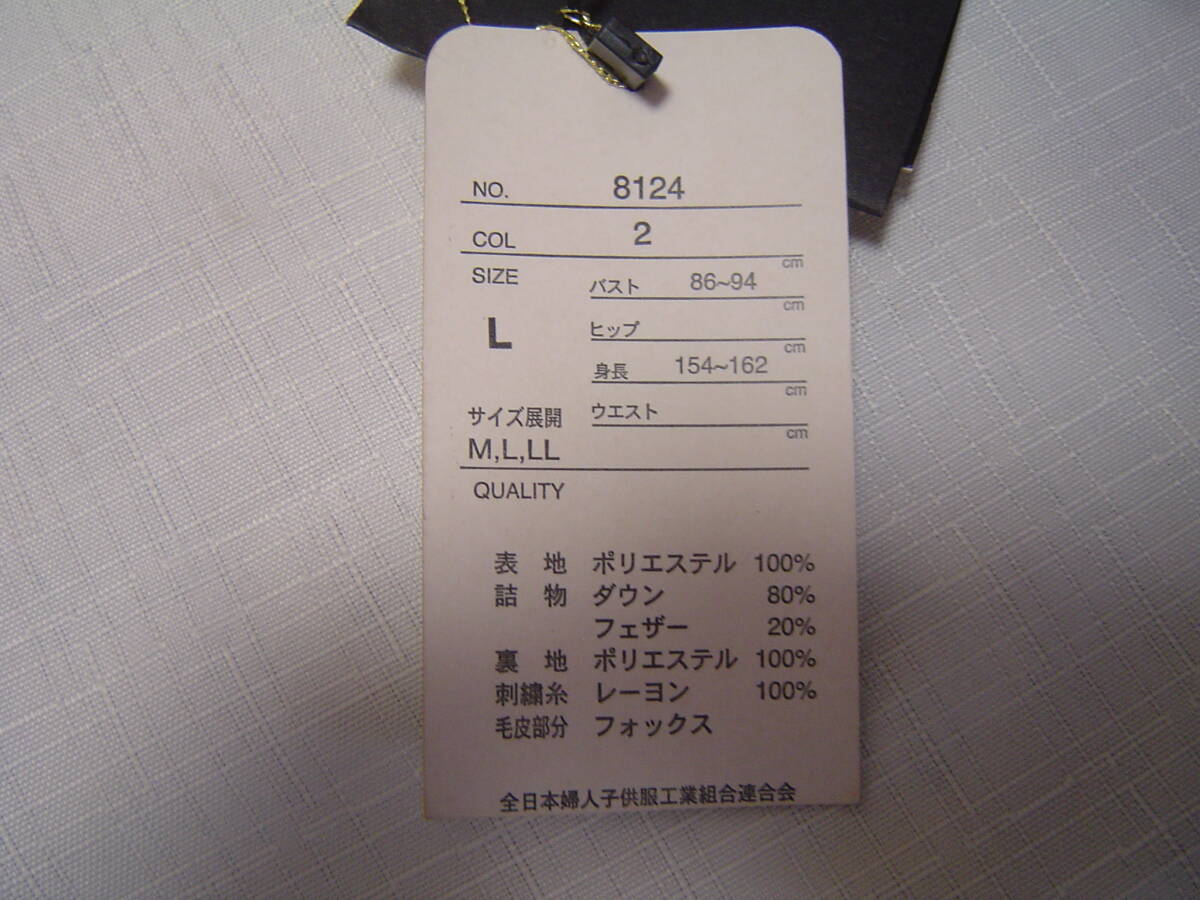 NO. 8124
COL 2
cm
SIZE バスト 86~94
cm
L ヒップ
cm
身長 154~162
cm
サイズ展開 ウエスト
cm
M,L,LL
QUALITY
表 地 ポリエステル 100%
詰 物 ダウン 80%
フェザー 20%
裏 地 ポリエステル 100%
刺繍糸 レーヨン 100%
毛皮部分 フォックス
全日本婦人子供服工業組合連合会